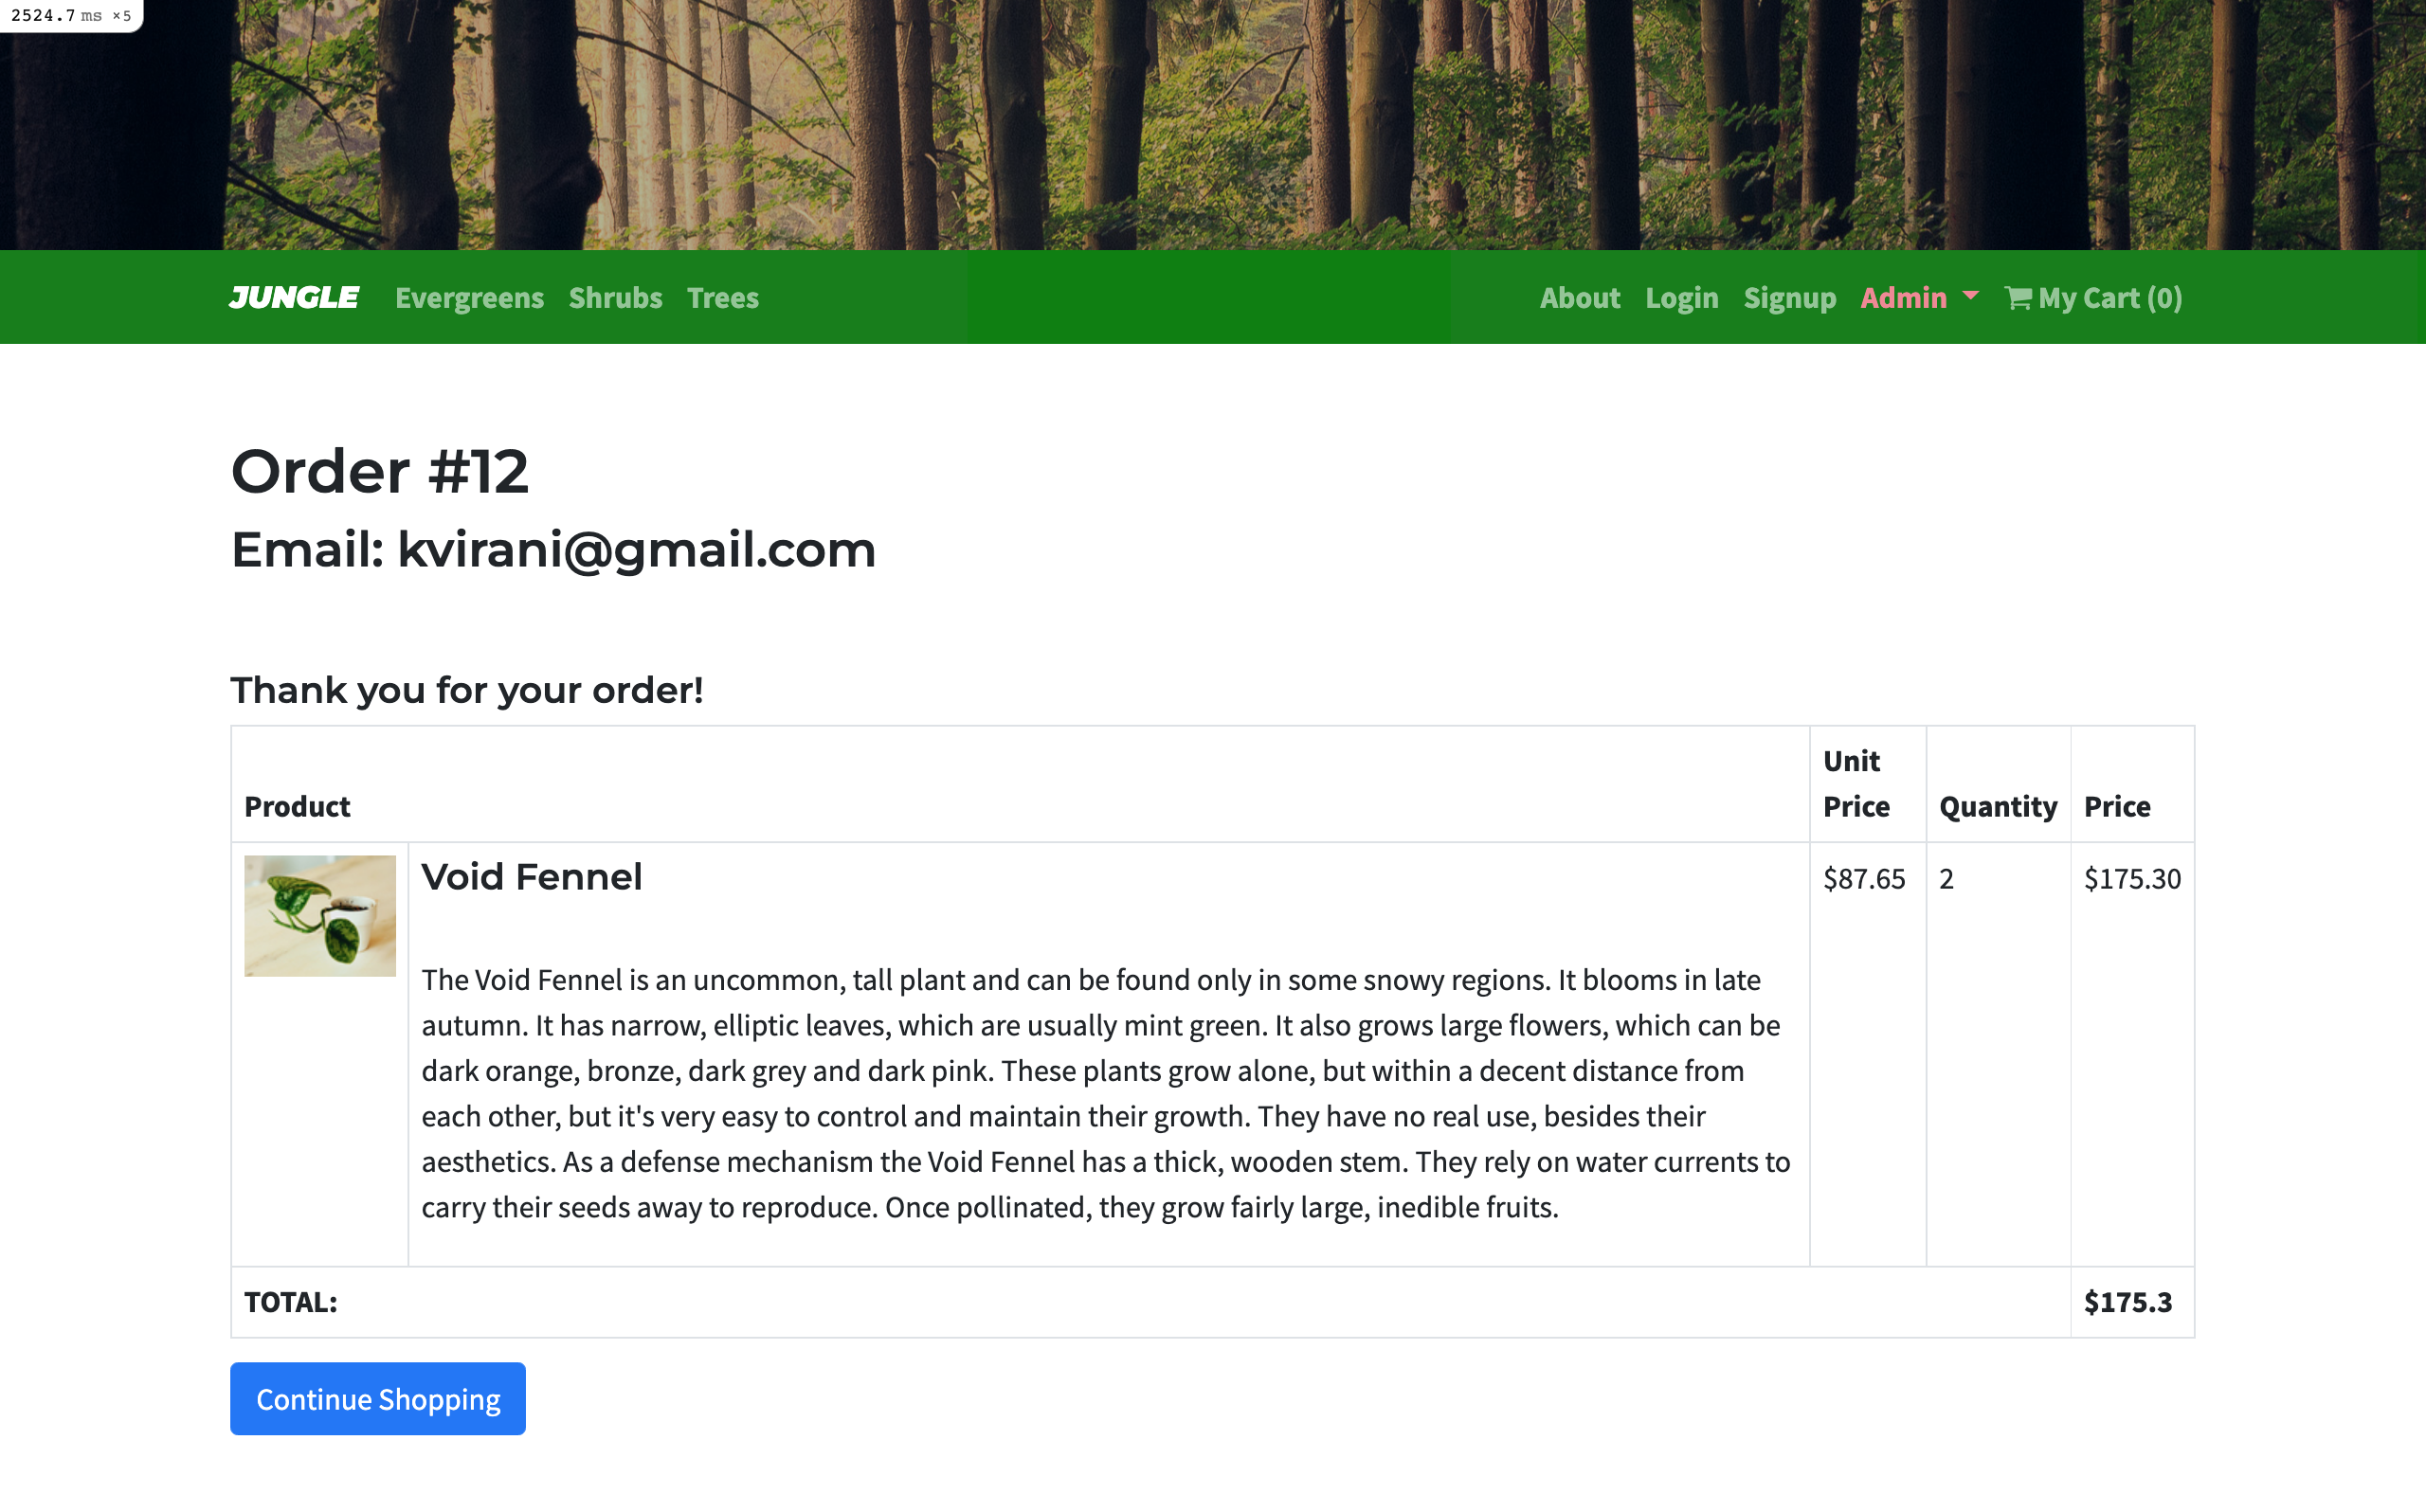 2524.7 ms ×5
JUNGLE Evergreens Shrubs Trees About Login Signup Admin My Cart (0)
Order #12
Email: kvirani@gmail.com
Thank you for your order!
Product Unit Price Quantity Price
Void Fennel $87.65 2 $175.30
The Void Fennel is an uncommon, tall plant and can be found only in some snowy regions. It blooms in late
autumn. It has narrow, elliptic leaves, which are usually mint green. It also grows large flowers, which can be
dark orange, bronze, dark grey and dark pink. These plants grow alone, but within a decent distance from
each other, but it's very easy to control and maintain their growth. They have no real use, besides their
aesthetics. As a defense mechanism the Void Fennel has a thick, wooden stem. They rely on water currents to
carry their seeds away to reproduce. Once pollinated, they grow fairly large, inedible fruits.
TOTAL: $175.3
Continue Shopping